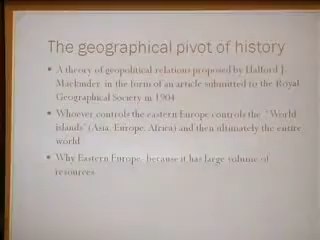 The geographical pivot of history
• A theory of geopolitical relations proposed by Halford J.
Mackinder in the form of an article submitted to the Royal
Geographical Society in 1904
• Whoever controls the eastern Europe controls the "World
islands"(Asia, Europe, Africa) and then ultimately the entire
world
• Why Eastern Europe, because it has large volume of
resources